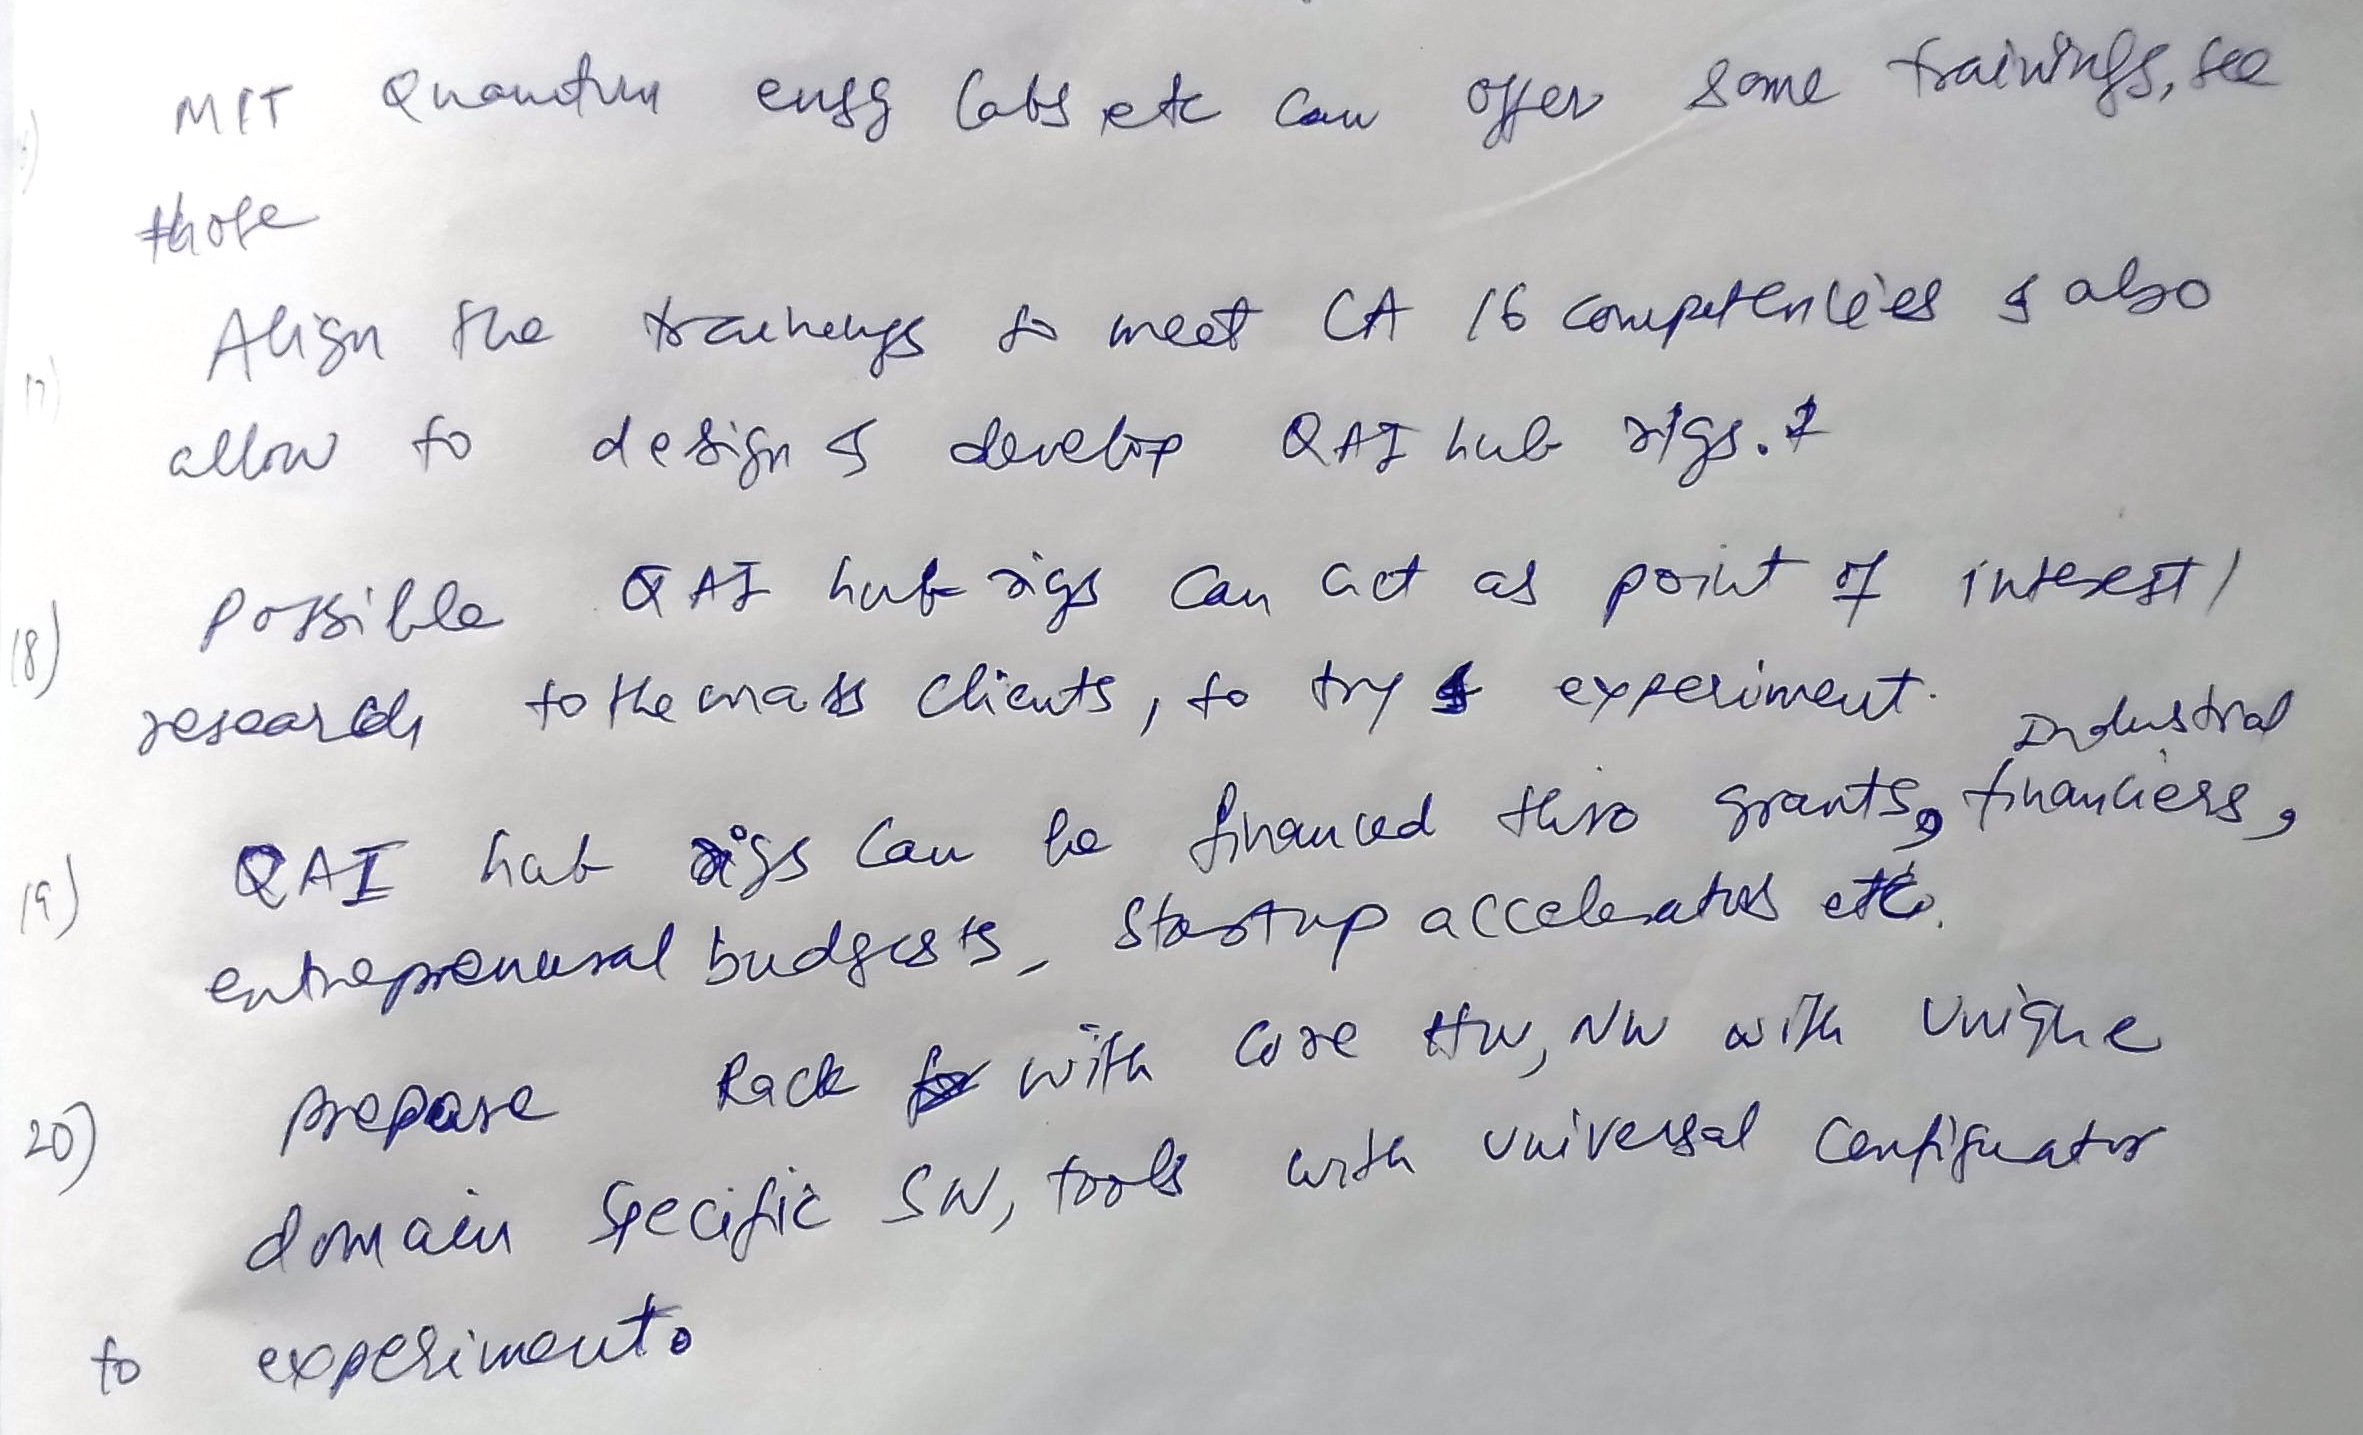 MIT Quantum engg labs etc can offer some trainings, see
those
17) Align the trainings to meet CA 16 competencies & also
allow to design & develop QAI hub rigs.
18) Possible QAI hub rigs can act as point of interest/
research to the mass clients, to try & experiment.
Industrial
19) QAI hub rigs can be financed thro grants, financiers,
entreprenural budgets, startup accelerators etc.
20) prepare Rack with core HW, NW with unique
domain specific SW, tools with universal configurator
to experiment.